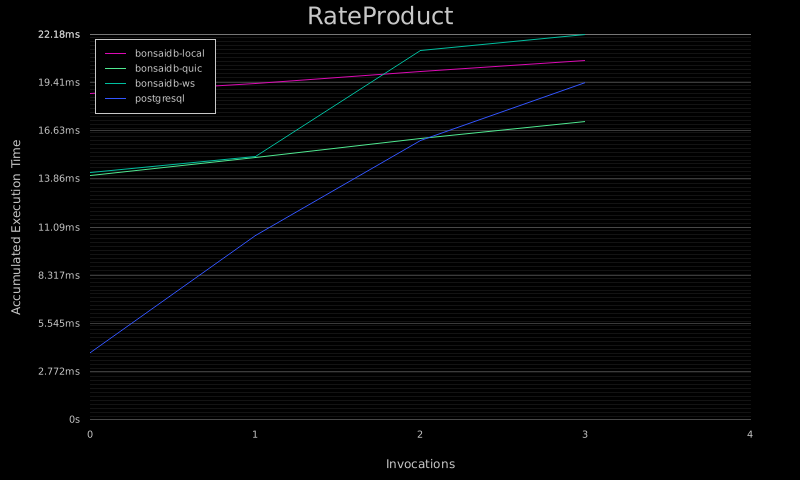 RateProduct
22.18ms
19.41ms
16.63ms
13.86ms
11.09ms
8.317ms
5.545ms
2.772ms
0s
bonsaidb-local
bonsaidb-quic
bonsaidb-ws
postgresql
Accumulated Execution Time
0 1 2 3 4
Invocations